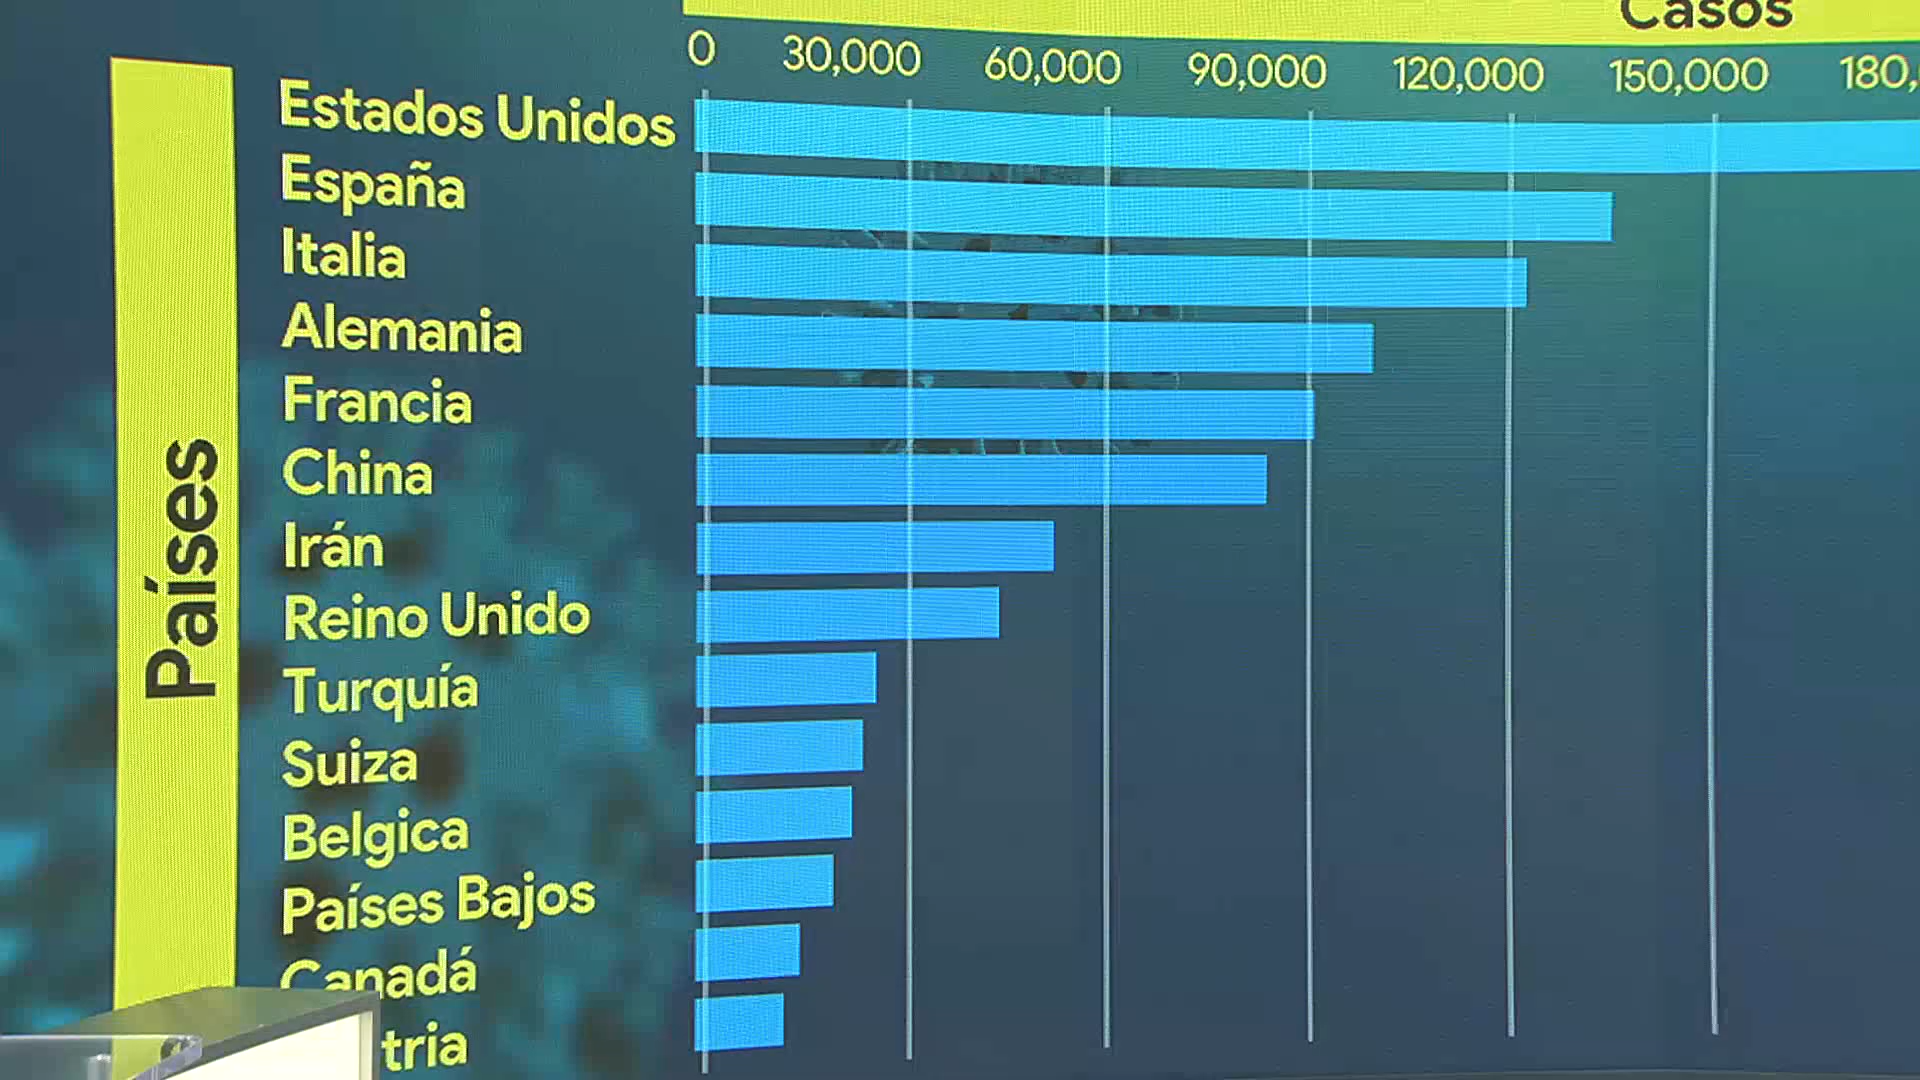 Casos
0 30,000 60,000 90,000 120,000 150,000 180,
Países
Estados Unidos
España
Italia
Alemania
Francia
China
Irán
Reino Unido
Turquía
Suiza
Belgica
Países Bajos
Canadá
tria